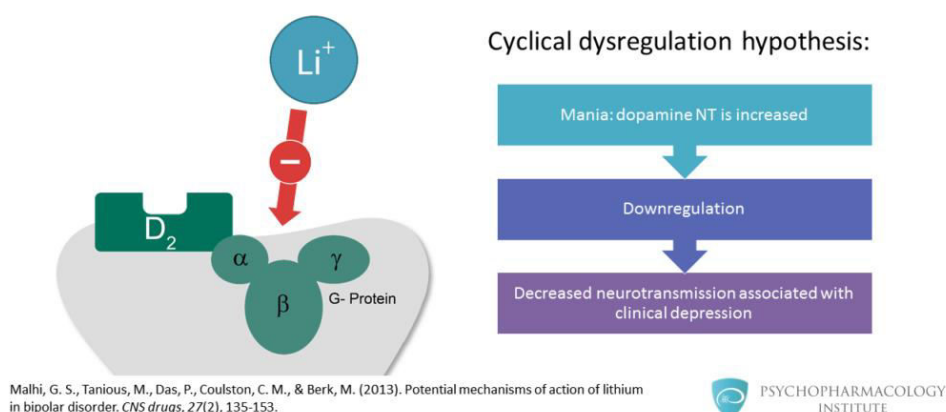 Li+
D2
α
γ
β
G- Protein
Cyclical dysregulation hypothesis:
Mania: dopamine NT is increased
Downregulation
Decreased neurotransmission associated with
clinical depression
Malhi, G. S., Tanious, M., Das, P., Coulston, C. M., & Berk, M. (2013). Potential mechanisms of action of lithium
in bipolar disorder. CNS drugs, 27(2), 135-153.
PSYCHOPHARMACOLOGY
INSTITUTE